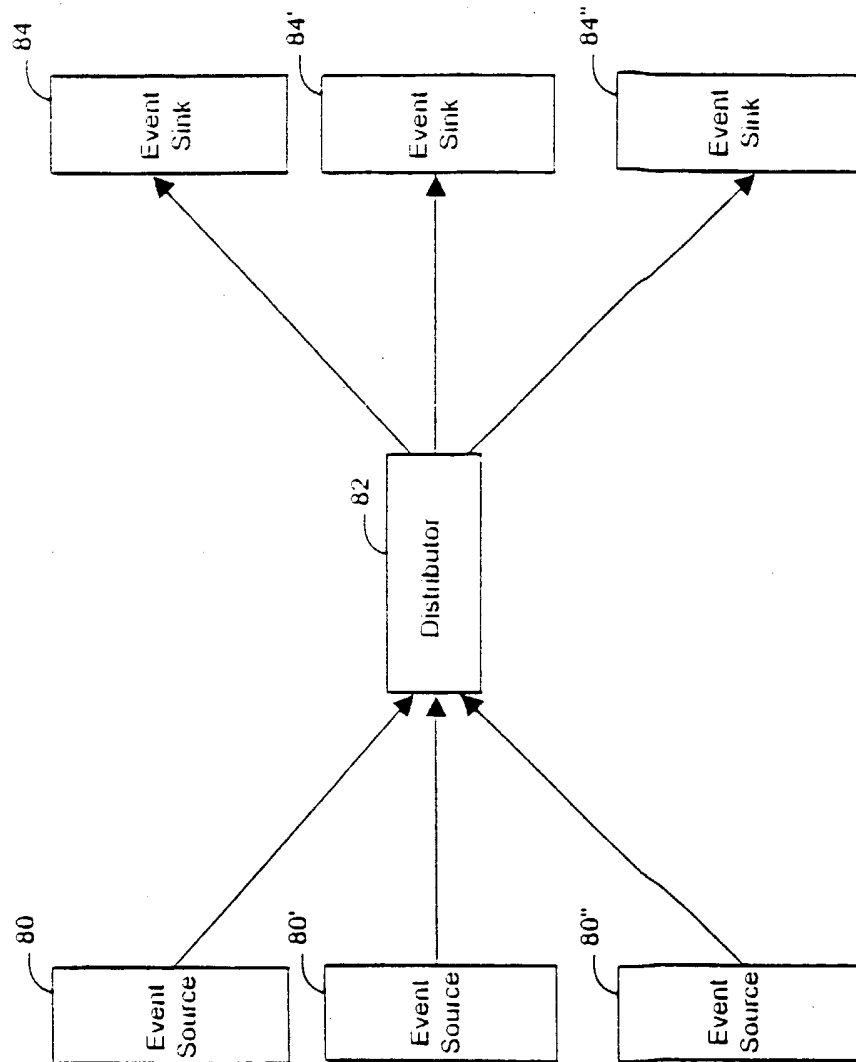 84
Event
Sink
84'
Event
Sink
84"
Event
Sink
82
Distributor
80
Event
Source
80'
Event
Source
80"
Event
Source